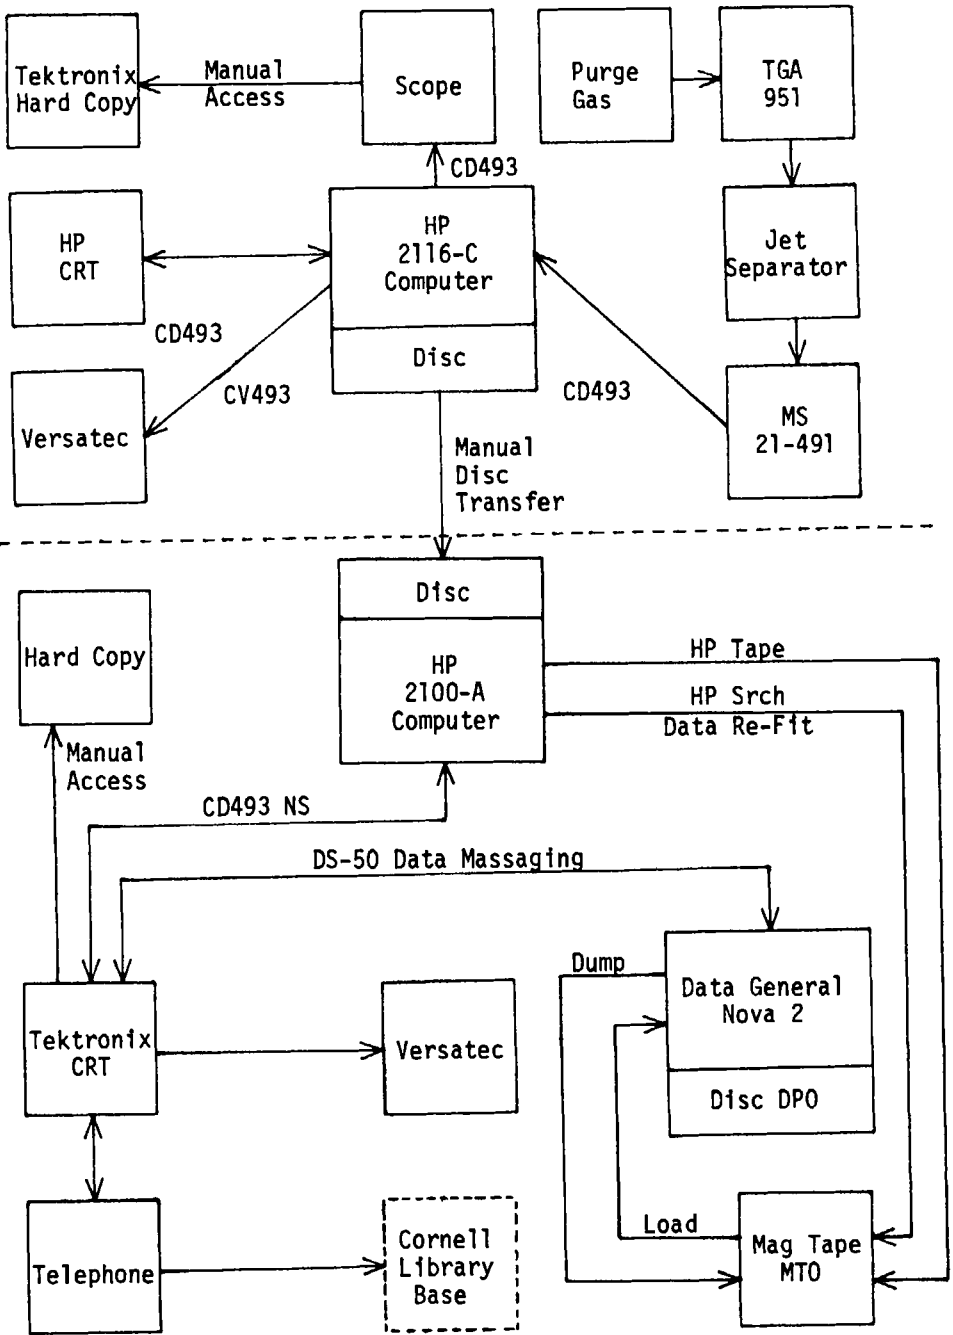 Tektronix
Hard Copy
Manual
Access
Scope
Purge
Gas
TGA
951
CD493
HP
CRT
HP
2116-C
Computer
Disc
Jet
Separator
CD493
CV493
CD493
Versatec
MS
21-491
Manual
Disc
Transfer
Disc
HP
2100-A
Computer
Hard Copy
HP Tape
HP Srch
Data Re-Fit
Manual
Access
CD493 NS
DS-50 Data Massaging
Dump
Data General
Nova 2
Disc DPO
Tektronix
CRT
Versatec
Load
Mag Tape
MTO
Telephone
Cornell
Library
Base